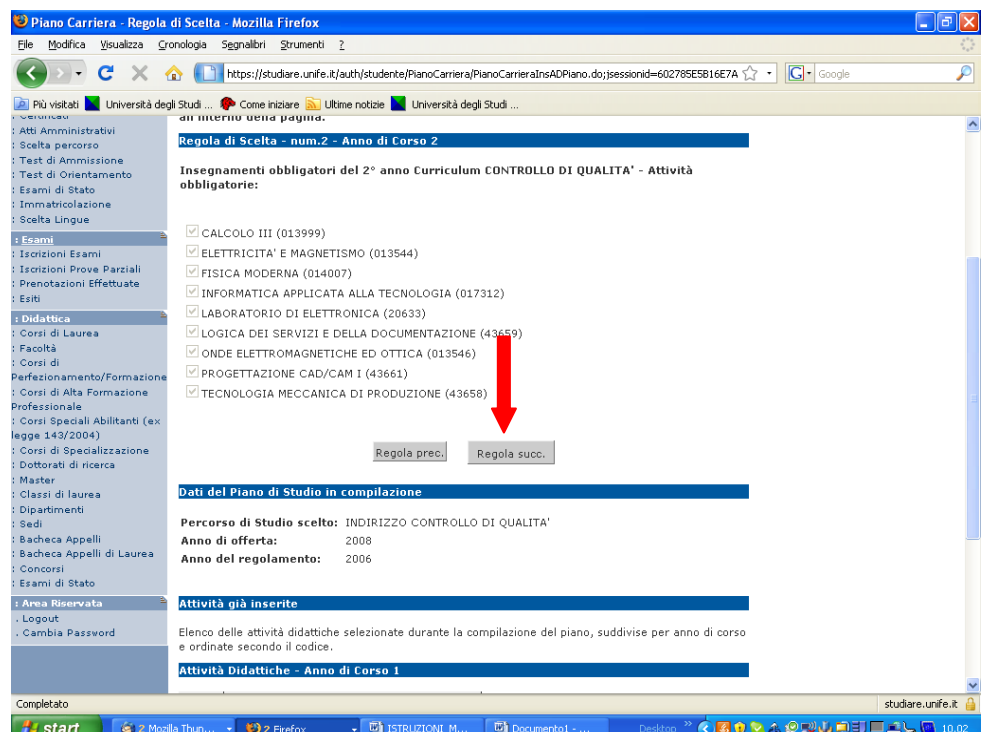 Piano Carriera - Regola di Scelta - Mozilla Firefox
File Modifica Visualizza Cronologia Segnalibri Strumenti ?
https://studiare.unife.it/auth/studente/PianoCarriera/PianoCarrieraInsADPiano.do;jsessionid=602785E5B16E7A
Google
Più visitati Università degli Studi ... Come iniziare Ultime notizie Università degli Studi ...
: Certificati
: Atti Amministrativi
: Scelta percorso
: Test di Ammissione
: Test di Orientamento
: Esami di Stato
: Immatricolazione
: Scelta Lingue
: Esami
: Iscrizioni Esami
: Iscrizioni Prove Parziali
: Prenotazioni Effettuate
: Esiti
: Didattica
: Corsi di Laurea
: Facoltà
: Corsi di
Perfezionamento/Formazione
: Corsi di Alta Formazione
Professionale
: Corsi Speciali Abilitanti (ex
legge 143/2004)
: Corsi di Specializzazione
: Dottorati di ricerca
: Master
: Classi di laurea
: Dipartimenti
: Sedi
: Bacheca Appelli
: Bacheca Appelli di Laurea
: Concorsi
: Esami di Stato
: Area Riservata
. Logout
. Cambia Password
all'interno della pagina.
Regola di Scelta - num.2 - Anno di Corso 2
Insegnamenti obbligatori del 2° anno Curriculum CONTROLLO DI QUALITA' - Attività
obbligatorie:
CALCOLO III (013999)
ELETTRICITA' E MAGNETISMO (013544)
FISICA MODERNA (014007)
INFORMATICA APPLICATA ALLA TECNOLOGIA (017312)
LABORATORIO DI ELETTRONICA (20633)
LOGICA DEI SERVIZI E DELLA DOCUMENTAZIONE (43659)
ONDE ELETTROMAGNETICHE ED OTTICA (013546)
PROGETTAZIONE CAD/CAM I (43661)
TECNOLOGIA MECCANICA DI PRODUZIONE (43658)
Regola prec. Regola succ.
Dati del Piano di Studio in compilazione
Percorso di Studio scelto: INDIRIZZO CONTROLLO DI QUALITA'
Anno di offerta: 2008
Anno del regolamento: 2006
Attività già inserite
Elenco delle attività didattiche selezionate durante la compilazione del piano, suddivise per anno di corso
e ordinate secondo il codice.
Attività Didattiche - Anno di Corso 1
Completato studiare.unife.it
start 2 Mozilla Thun... 2 Firefox ISTRUZIONI_M... Documento1 - ... Desktop 10.02